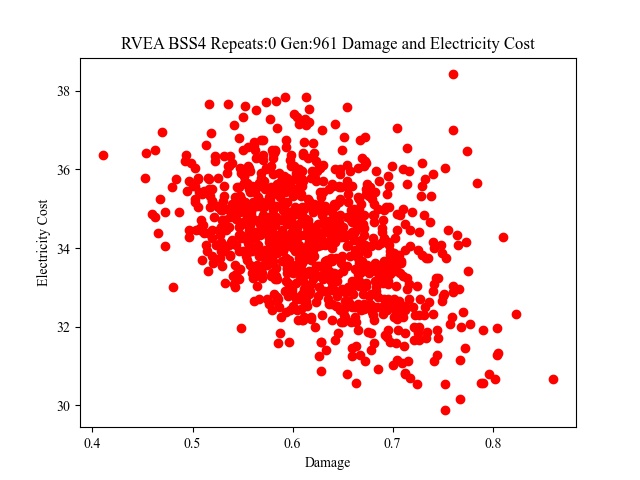 RVEA BSS4 Repeats:0 Gen:961 Damage and Electricity Cost
38
36
34
32
30
Electricity Cost
0.4 0.5 0.6 0.7 0.8
Damage